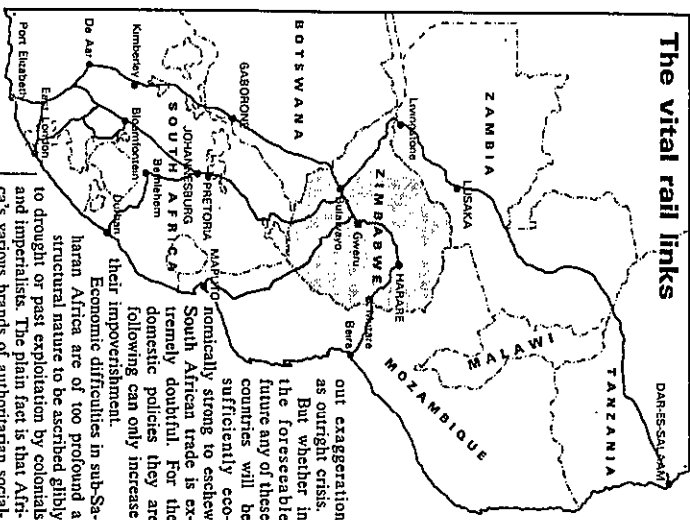 The vital rail links
DAR-ES-SALAAM
TANZANIA
ZAMBIA
LUSAKA
MALAWI
Livingstone
MOZAMBIQUE
HARARE
ZIMBABWE
Gweru
Bulawayo
Beira
BOTSWANA
GABORONE
PRETORIA
JOHANNESBURG
MAPUTO
SOUTH AFRICA
Kimberley
Bloemfontein
Bethlehem
Durban
De Aar
East London
Port Elizabeth
out exaggeration
as outright crisis.
But whether in
the foreseeable
future any of these
countries will be
sufficiently eco-
nomically strong to eschew
South African trade is ex-
tremely doubtful. For the
domestic policies they are
following can only increase
their impoverishment.
Economic difficulties in sub-Sa-
haran Africa are of too profound a
structural nature to be ascribed glibly
to drought or past exploitation by colonials
and imperialists. The plain fact is that Afri-
ca's various brands of authoritarian social-